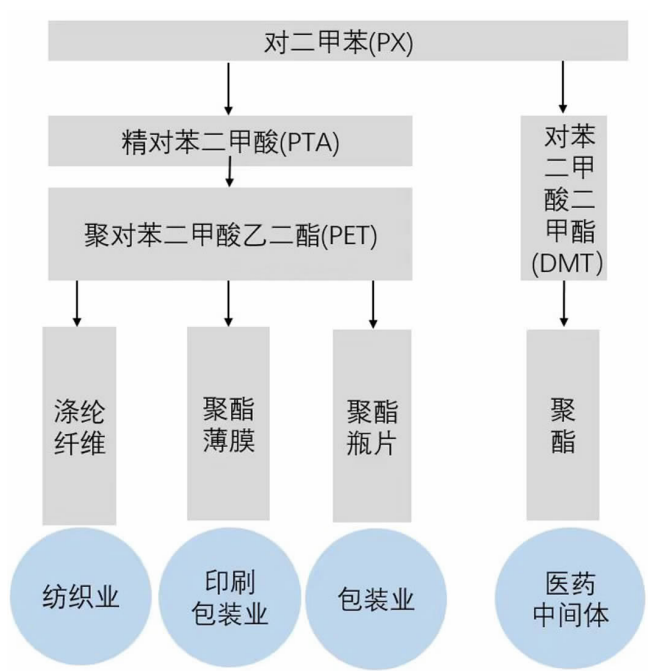 对二甲苯(PX)
精对苯二甲酸(PTA)
对苯
二甲
酸二
甲酯
(DMT)
聚对苯二甲酸乙二酯(PET)
涤纶
纤维
聚酯
薄膜
聚酯
瓶片
聚
酯
纺织业
印刷
包装业
包装业
医药
中间体